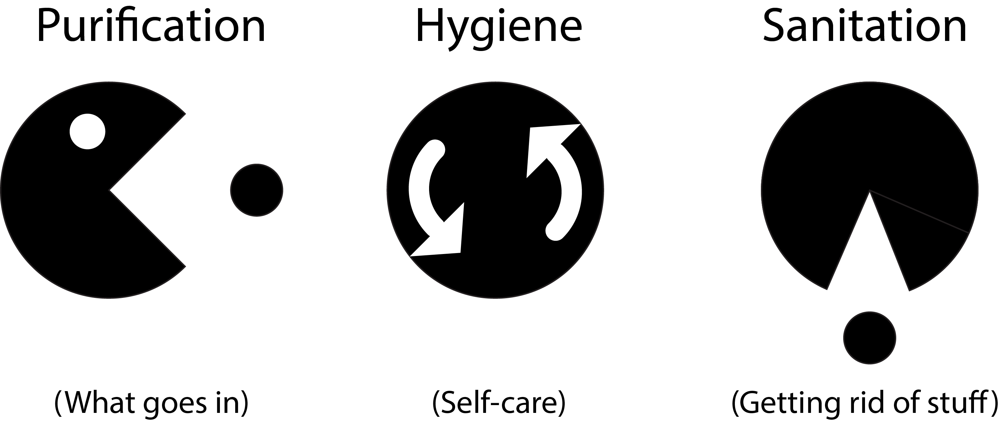 Purification Hygiene Sanitation
(What goes in) (Self-care) (Getting rid of stuff)